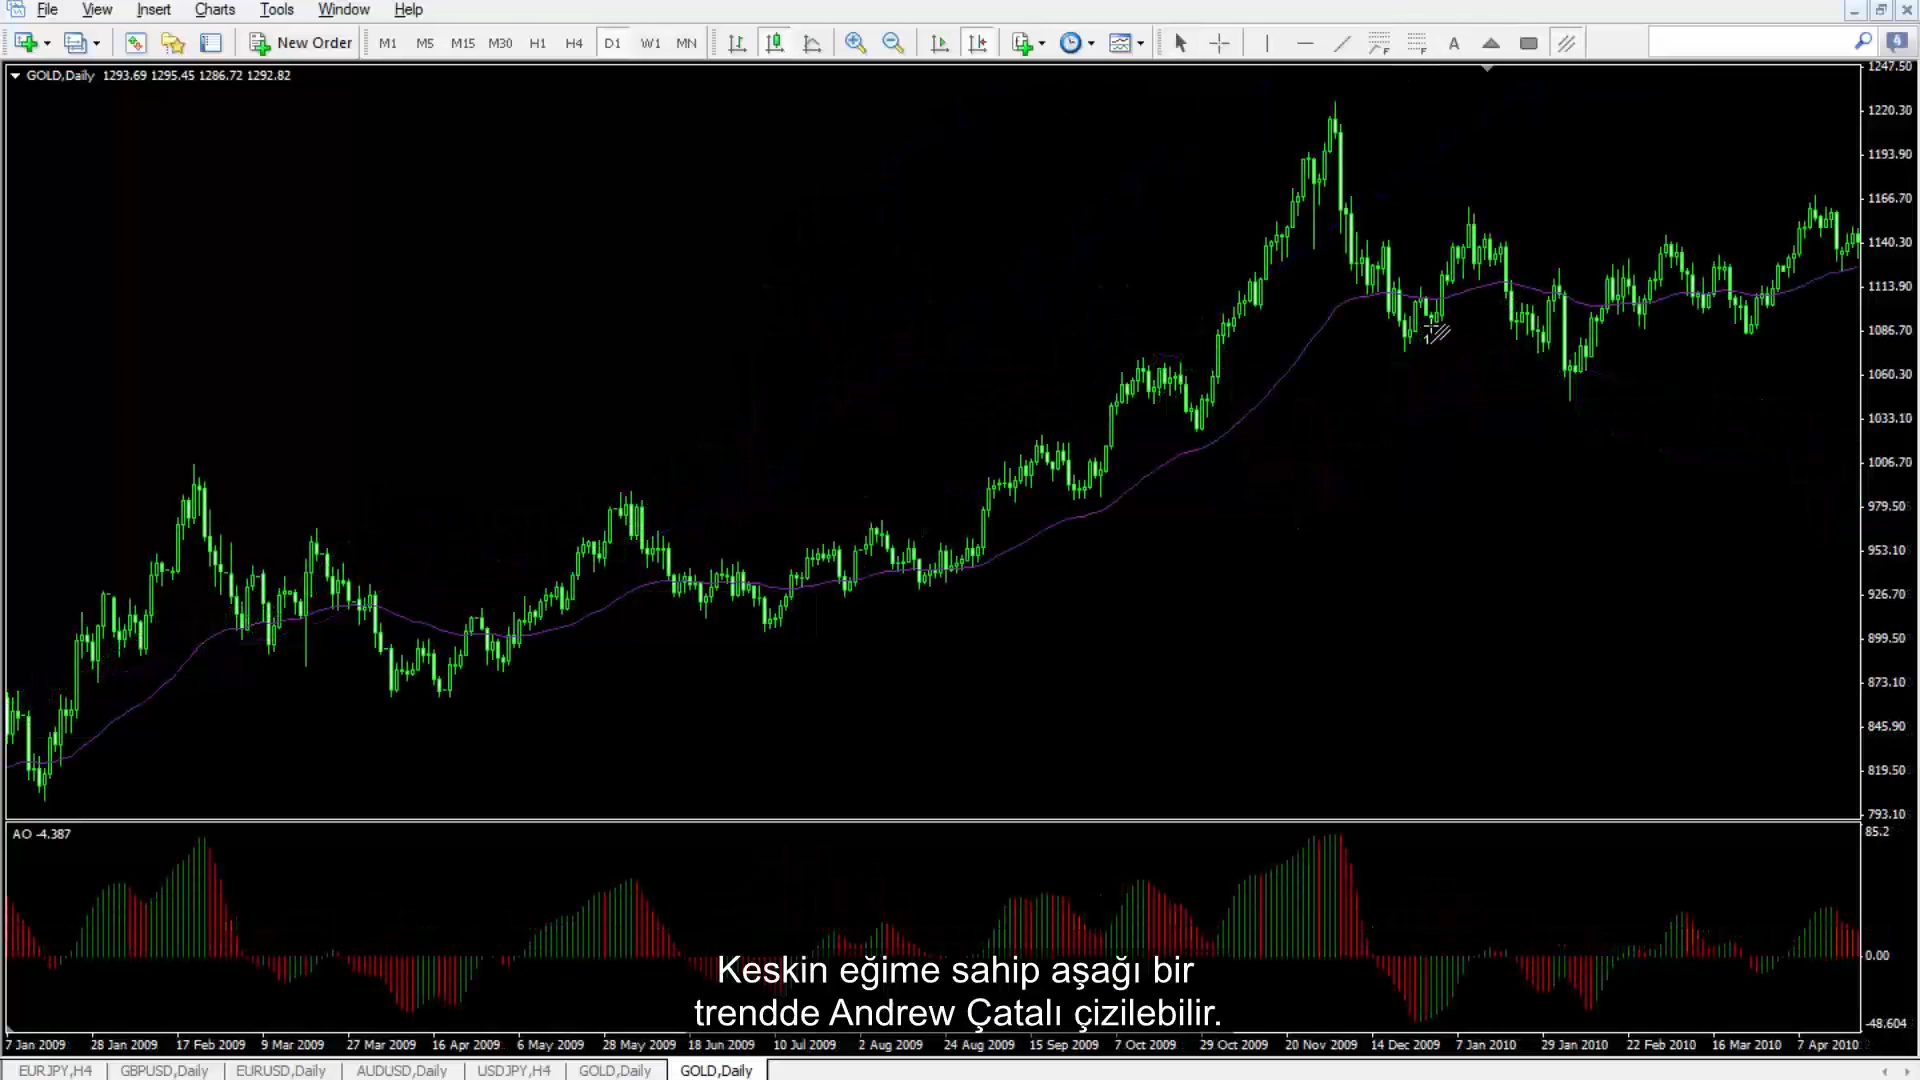 File View Insert Charts Tools Window Help
New Order M1 M5 M15 M30 H1 H4 D1 W1 MN A 4
GOLD,Daily 1293.69 1295.45 1286.72 1292.82
1247.50
1220.30
1193.90
1166.70
1140.30
1113.90
1086.70
1060.30
1033.10
1006.70
979.50
953.10
926.70
899.50
873.10
845.90
819.50
793.10
1
AO -4.387
85.2
0.00
-48.604
Keskin eğime sahip aşağı bir
trendde Andrew Çatalı çizilebilir.
7 Jan 2009 28 Jan 2009 17 Feb 2009 9 Mar 2009 27 Mar 2009 16 Apr 2009 6 May 2009 28 May 2009 18 Jun 2009 10 Jul 2009 2 Aug 2009 24 Aug 2009 15 Sep 2009 7 Oct 2009 29 Oct 2009 20 Nov 2009 14 Dec 2009 7 Jan 2010 29 Jan 2010 22 Feb 2010 16 Mar 2010 7 Apr 2010
EURJPY,H4 GBPUSD,Daily EURUSD,Daily AUDUSD,Daily USDJPY,H4 GOLD,Daily GOLD,Daily